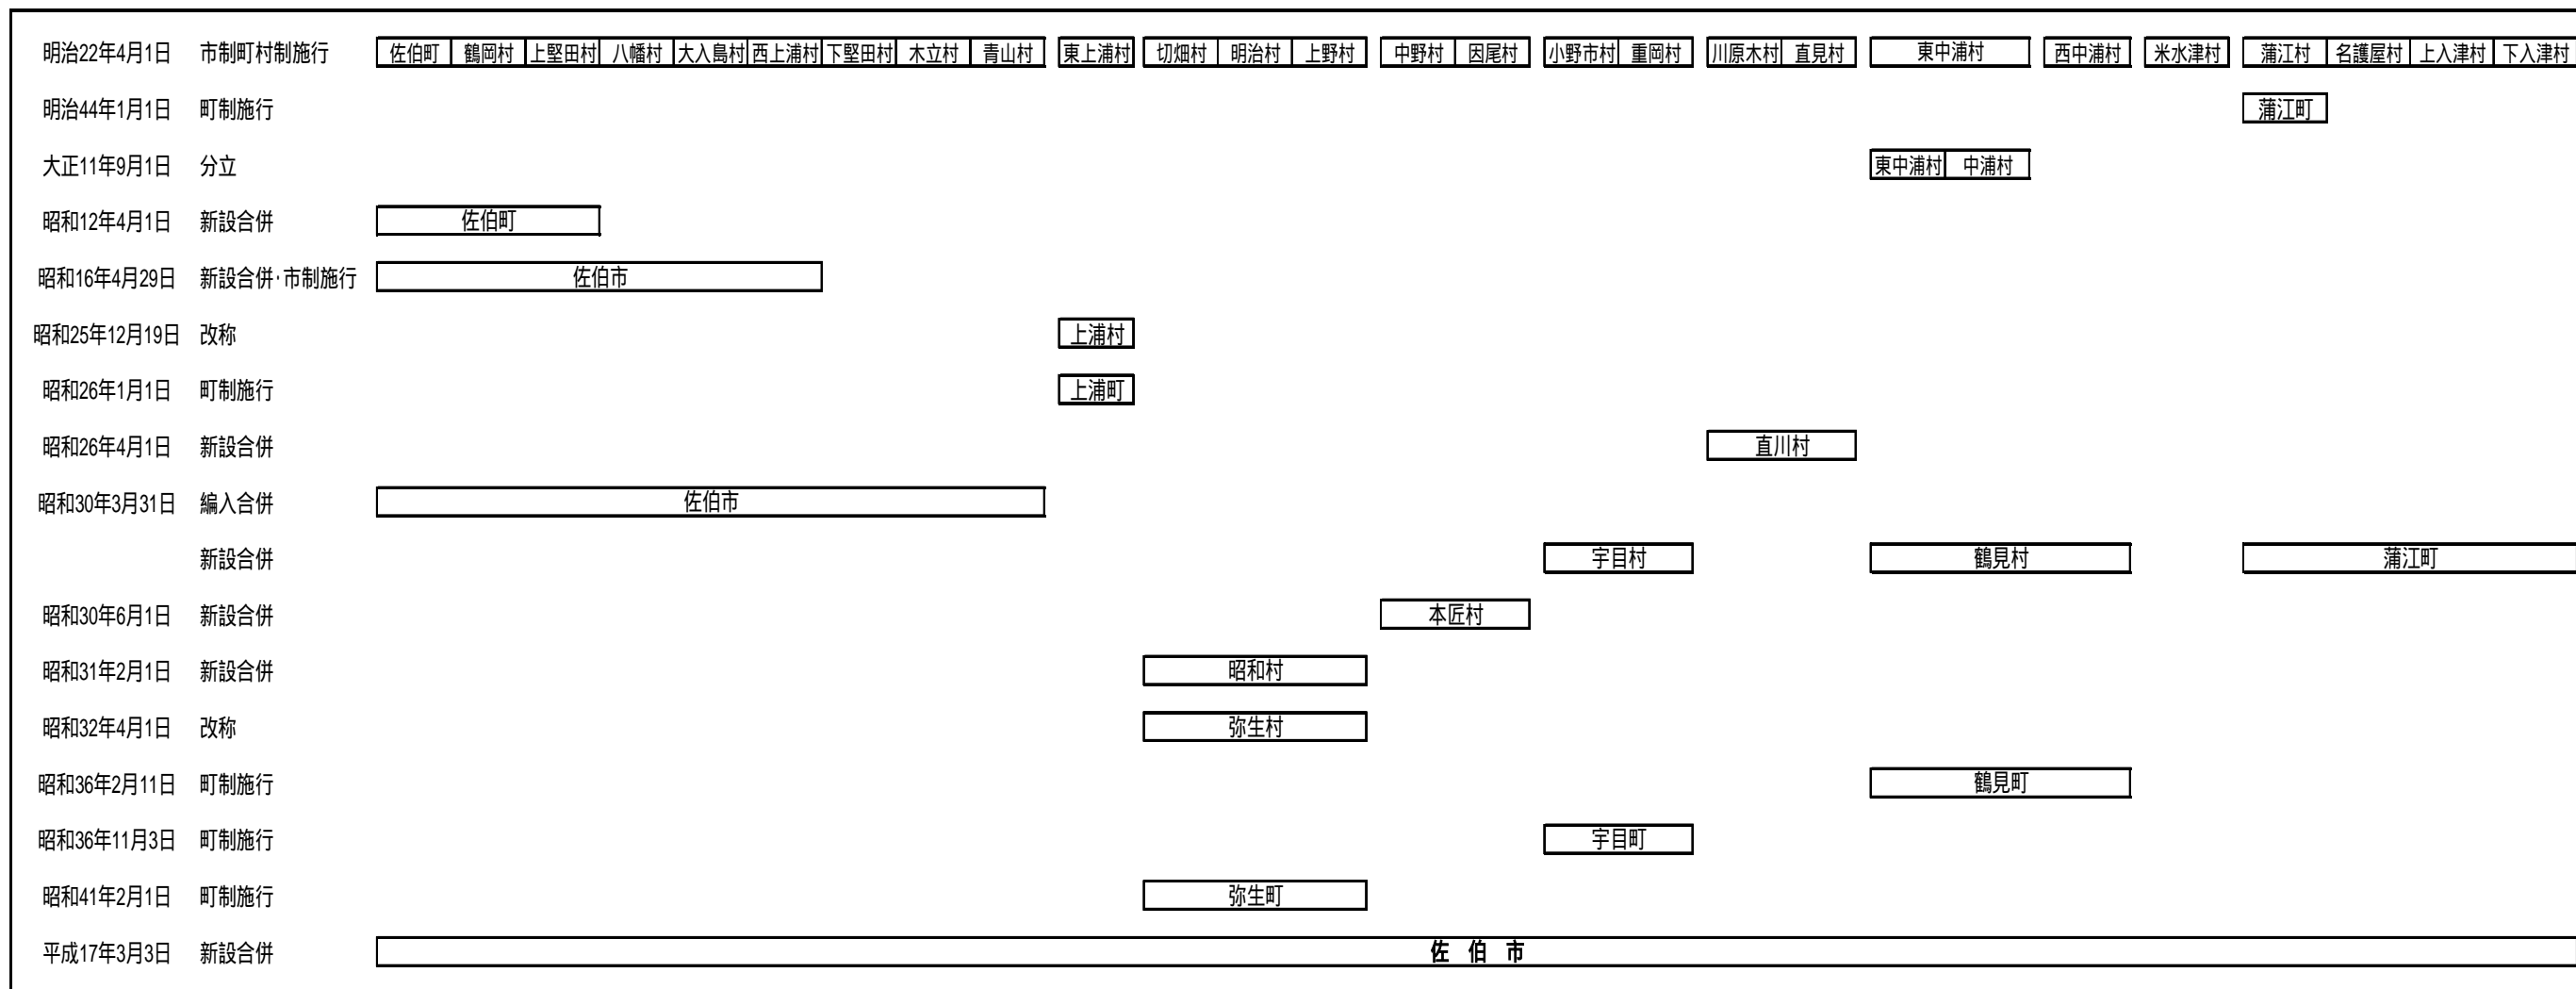 明治22年4月1日 市制町村制施行 佐伯町 鶴岡村 上堅田村 八幡村 大入島村 西上浦村 下堅田村 木立村 青山村 東上浦村 切畑村 明治村 上野村 中野村 因尾村 小野市村 重岡村 川原木村 直見村 東中浦村 西中浦村 米水津村 蒲江村 名護屋村 上入津村 下入津村
明治44年1月1日 町制施行 蒲江町
大正11年9月1日 分立 東中浦村 中浦村
昭和12年4月1日 新設合併 佐伯町
昭和16年4月29日 新設合併・市制施行 佐伯市
昭和25年12月19日 改称 上浦村
昭和26年1月1日 町制施行 上浦町
昭和26年4月1日 新設合併 直川村
昭和30年3月31日 編入合併 佐伯市
新設合併 宇目村 鶴見村 蒲江町
昭和30年6月1日 新設合併 本匠村
昭和31年2月1日 新設合併 昭和村
昭和32年4月1日 改称 弥生村
昭和36年2月11日 町制施行 鶴見町
昭和36年11月3日 町制施行 宇目町
昭和41年2月1日 町制施行 弥生町
平成17年3月3日 新設合併 佐 伯 市